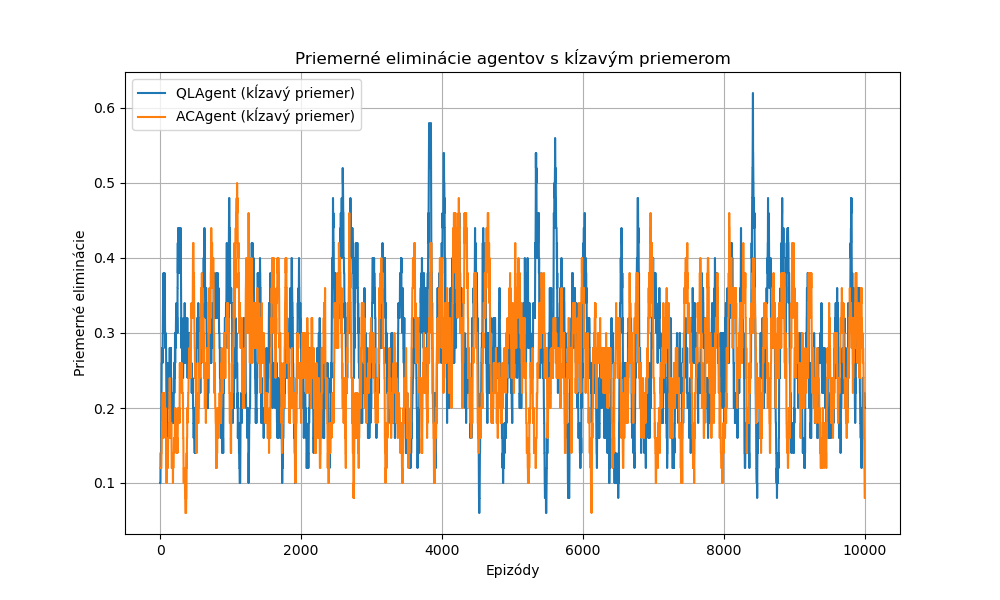 Priemerné eliminácie agentov s kĺzavým priemerom
QLAgent (kĺzavý priemer)
ACAgent (kĺzavý priemer)
0.6
0.5
0.4
0.3
0.2
0.1
Priemerné eliminácie
0 2000 4000 6000 8000 10000
Epizódy